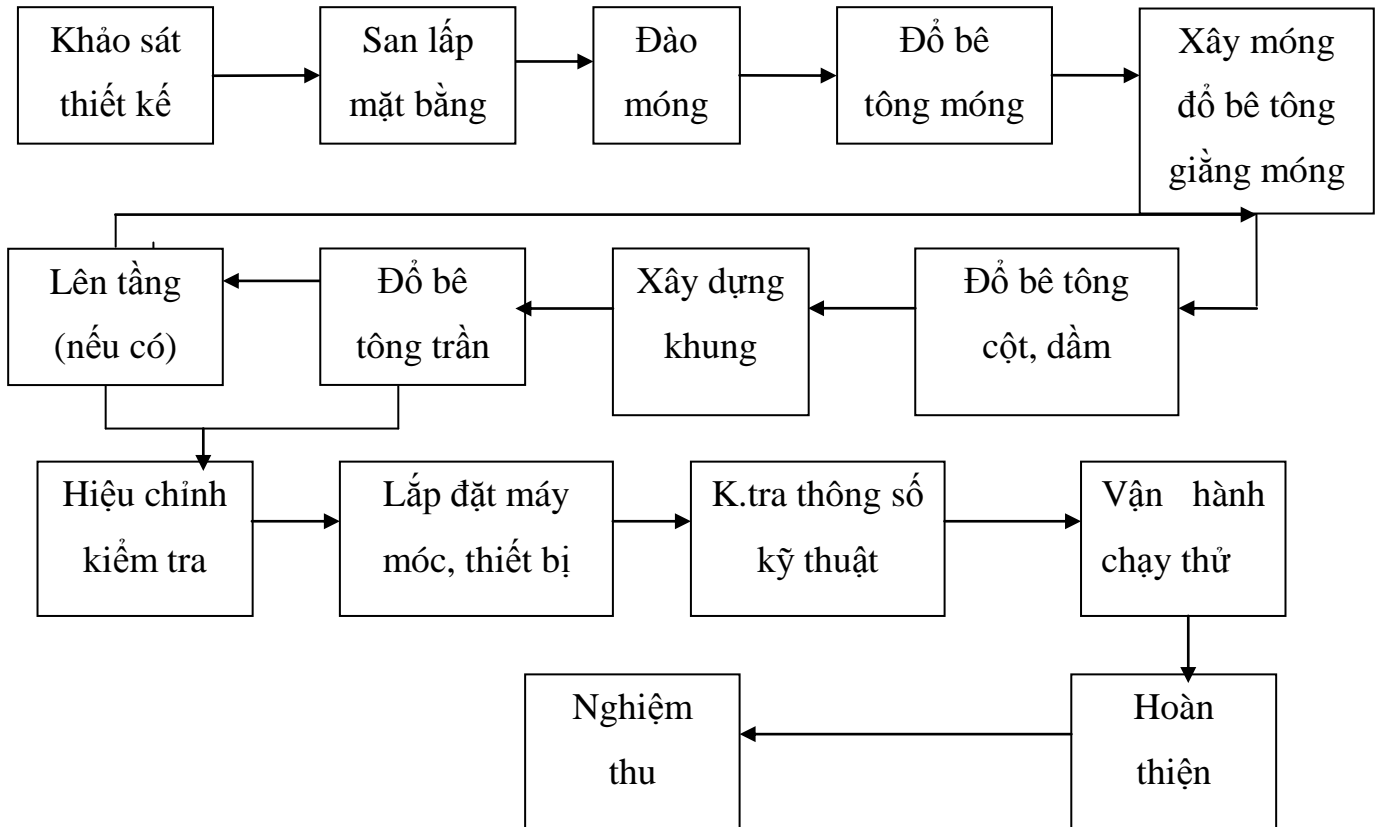 Khảo sát
thiết kế
San lấp
mặt bằng
Đào
móng
Đổ bê
tông móng
Xây móng
đổ bê tông
giằng móng
Lên tầng
(nếu có)
Đổ bê
tông trần
Xây dựng
khung
Đổ bê tông
cột, dầm
Hiệu chỉnh
kiểm tra
Lắp đặt máy
móc, thiết bị
K.tra thông số
kỹ thuật
Vận hành
chạy thử
Nghiệm
thu
Hoàn
thiện